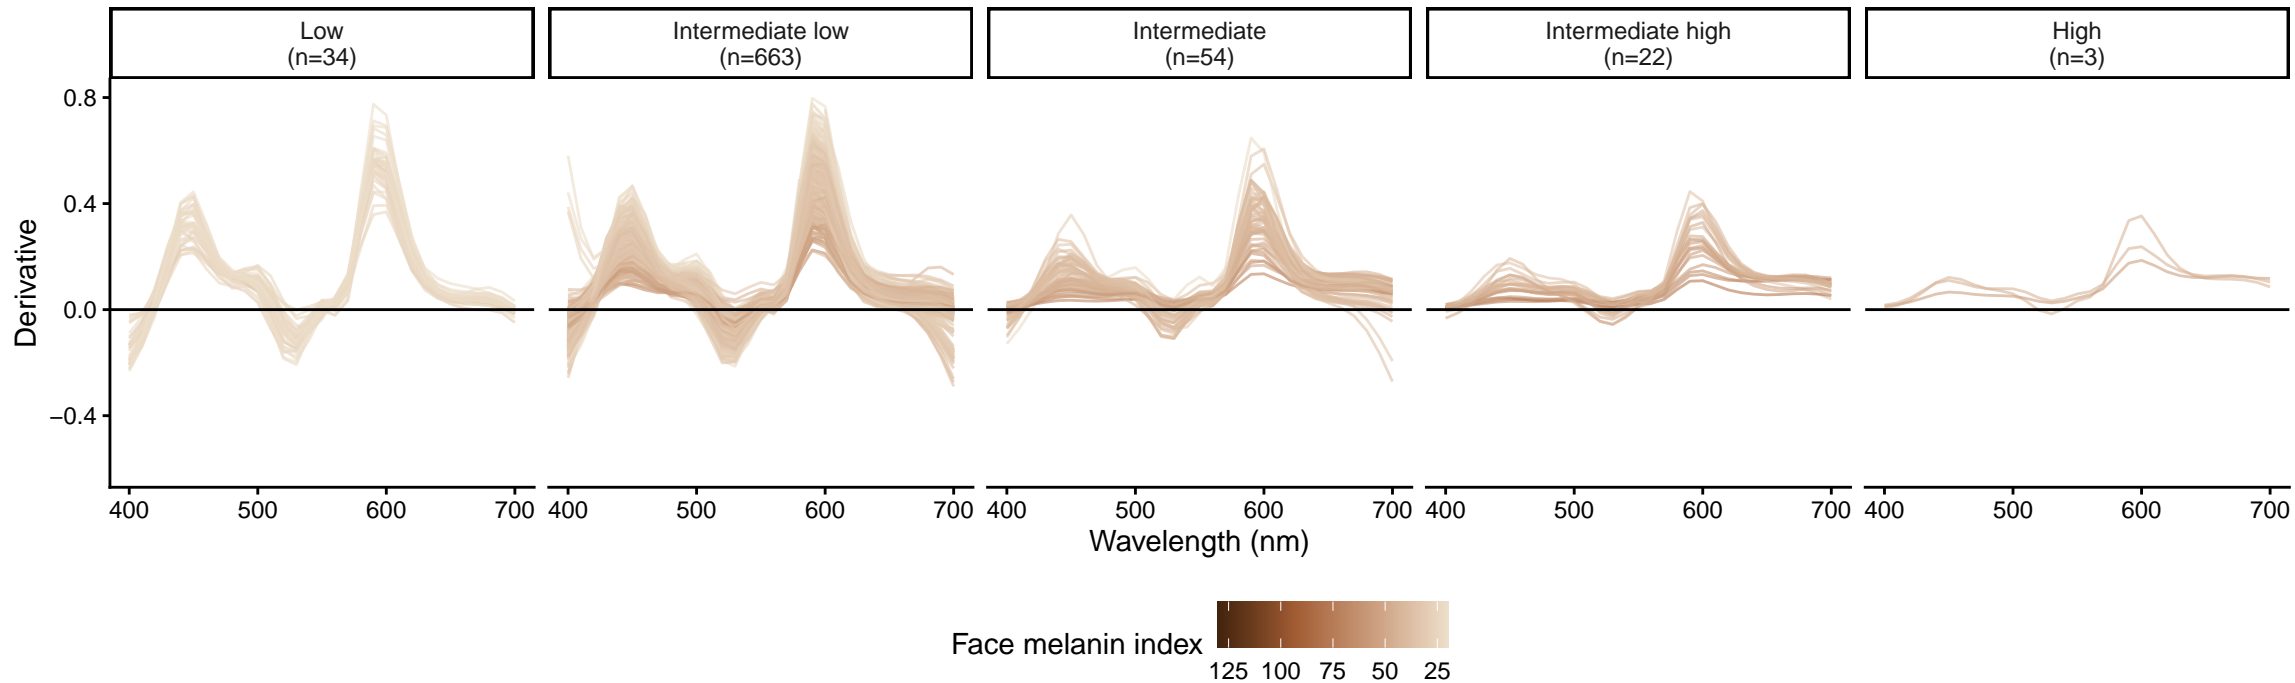 Low
(n=34)
Intermediate low
(n=663)
Intermediate
(n=54)
Intermediate high
(n=22)
High
(n=3)
Derivative
0.8
0.4
0.0
−0.4
400 500 600 700
400 500 600 700
400 500 600 700
400 500 600 700
400 500 600 700
Wavelength (nm)
Face melanin index
125 100 75 50 25